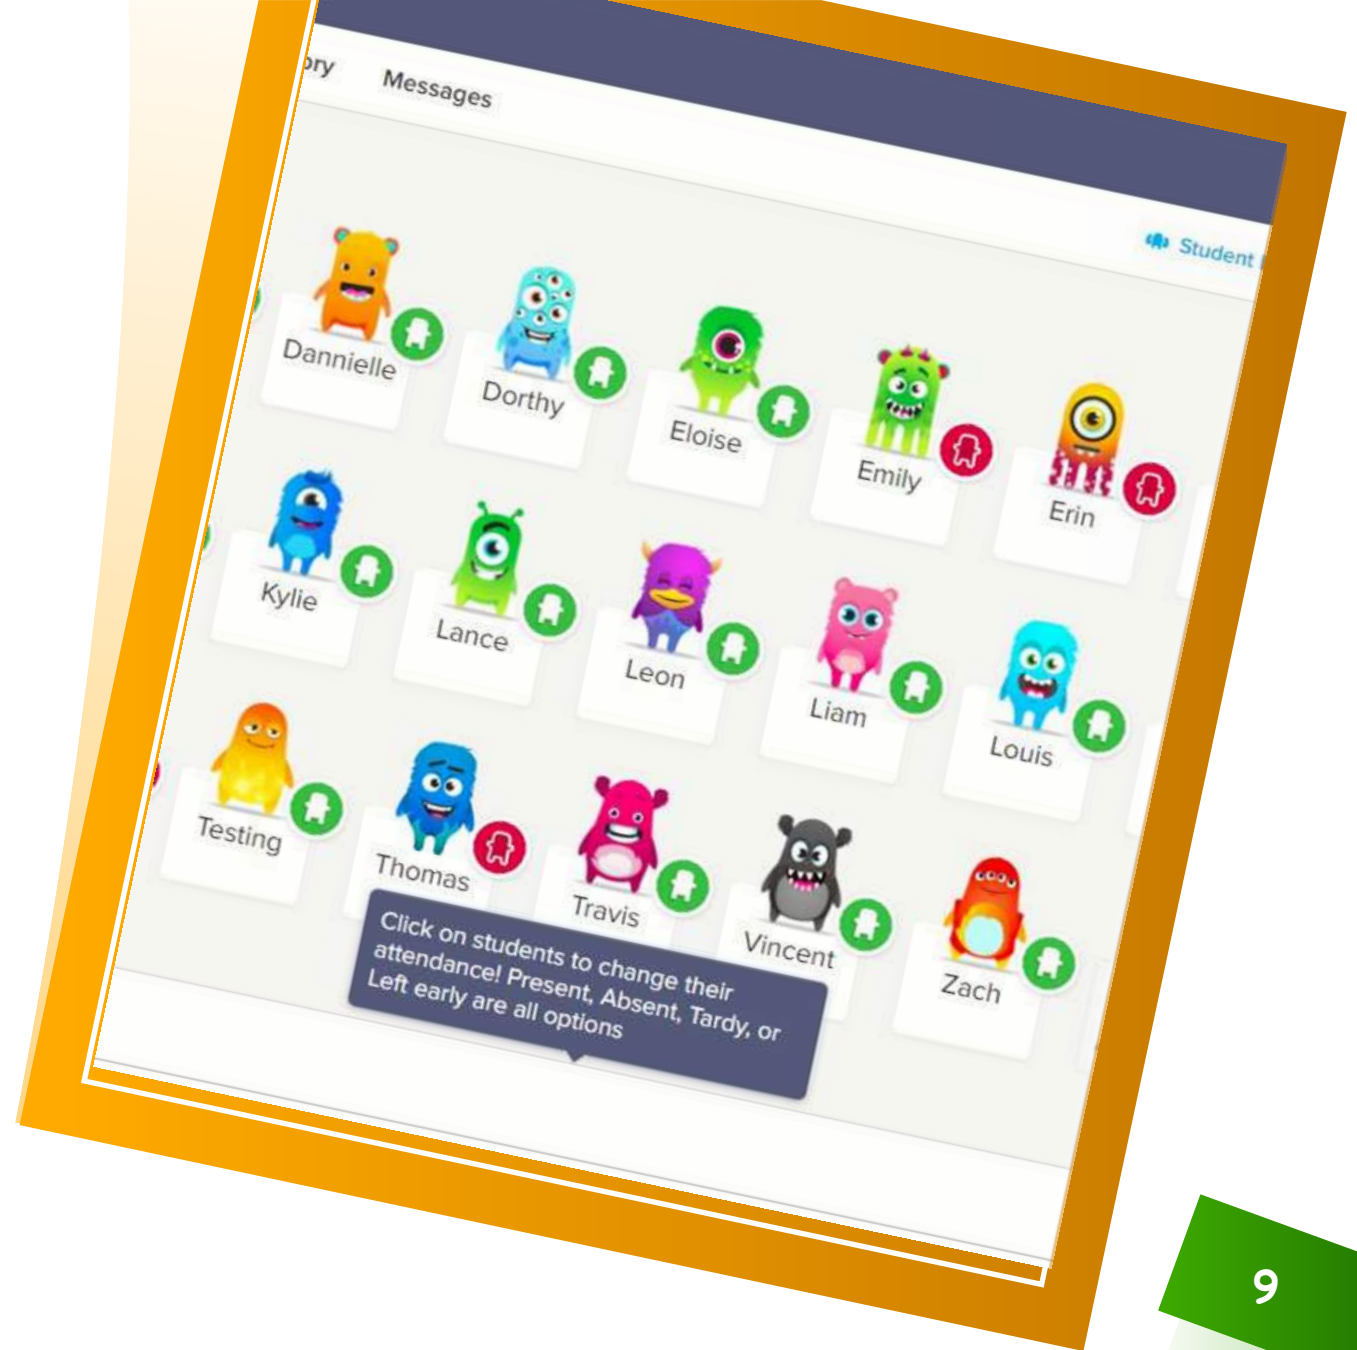 Messages
Student
Dannielle
Dorthy
Eloise
Emily
Erin
Kylie
Lance
Leon
Liam
Louis
Testing
Thomas
Travis
Vincent
Zach
Click on students to change their
attendance! Present, Absent, Tardy, or
Left early are all options
9